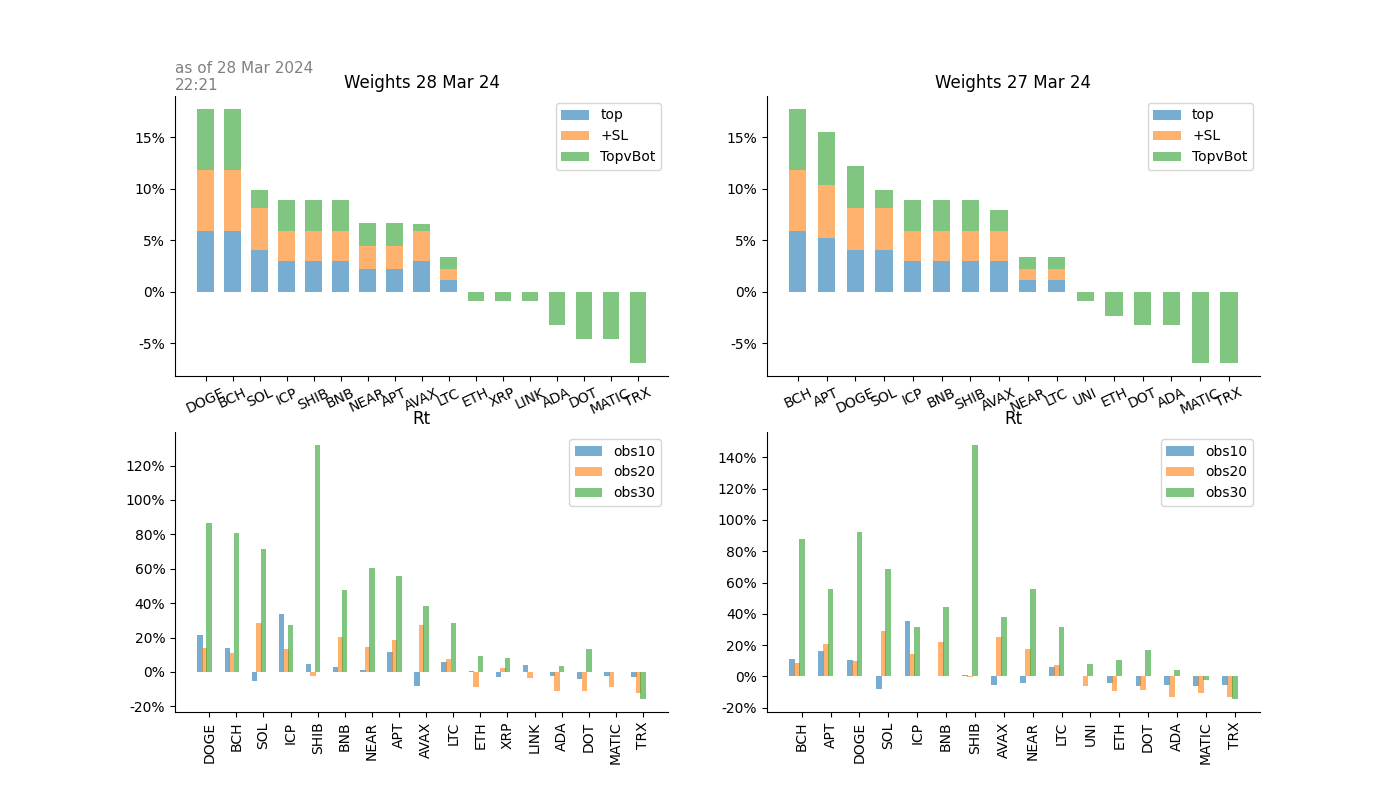 as of 28 Mar 2024
22:21
Weights 28 Mar 24
15%
10%
5%
0%
-5%
top
+SL
TopvBot
DOGE BCH SOL ICP SHIB BNB NEAR APT AVAX LTC ETH XRP LINK ADA DOT MATIC TRX
Weights 27 Mar 24
15%
10%
5%
0%
-5%
top
+SL
TopvBot
BCH APT DOGE SOL ICP BNB SHIB AVAX NEAR LTC UNI ETH DOT ADA MATIC TRX
Rt
120%
100%
80%
60%
40%
20%
0%
-20%
obs10
obs20
obs30
DOGE BCH SOL ICP SHIB BNB NEAR APT AVAX LTC ETH XRP LINK ADA DOT MATIC TRX
Rt
140%
120%
100%
80%
60%
40%
20%
0%
-20%
obs10
obs20
obs30
BCH APT DOGE SOL ICP BNB SHIB AVAX NEAR LTC UNI ETH DOT ADA MATIC TRX